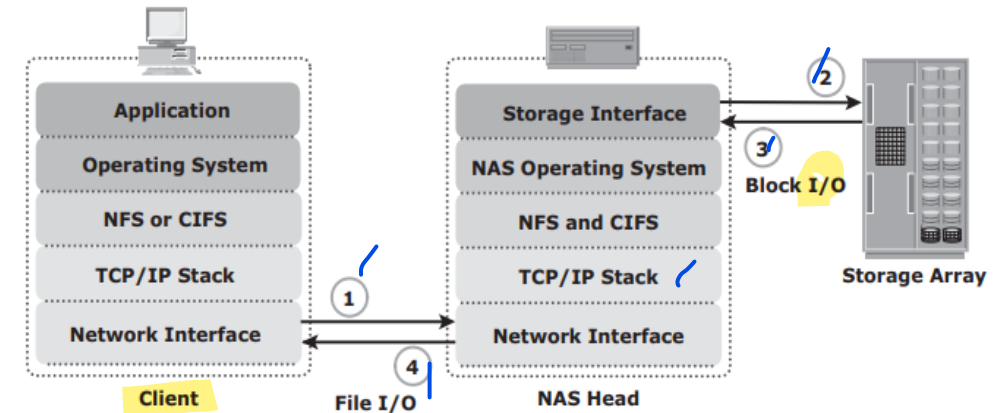 Application
Operating System
NFS or CIFS
TCP/IP Stack
Network Interface
Client
1
4
File I/O
Storage Interface
NAS Operating System
NFS and CIFS
TCP/IP Stack
Network Interface
NAS Head
2
3
Block I/O
Storage Array